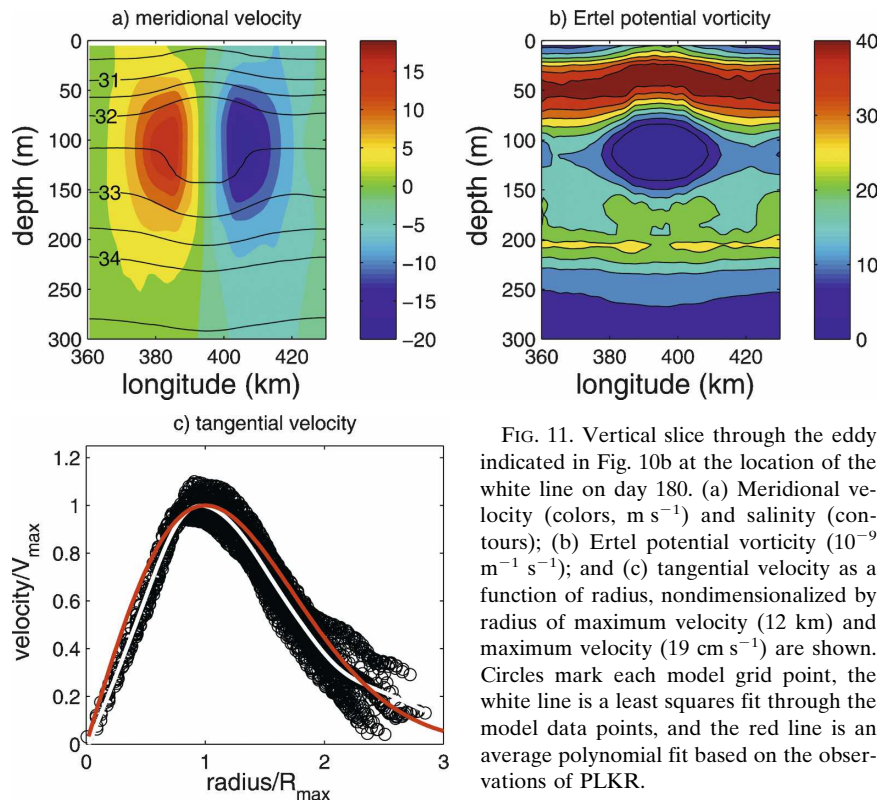 a) meridional velocity
0
50
100
150
200
250
300
depth (m)
31
32
33
34
360
380
400
420
longitude (km)
15
10
5
0
−5
−10
−15
−20
b) Ertel potential vorticity
0
50
100
150
200
250
300
depth (m)
360
380
400
420
longitude (km)
40
35
30
25
20
15
10
5
0
c) tangential velocity
1.2
1
0.8
0.6
0.4
0.2
0
velocity/Vmax
0
1
2
3
radius/Rmax
FIG. 11. Vertical slice through the eddy
indicated in Fig. 10b at the location of the
white line on day 180. (a) Meridional ve-
locity (colors, m s−1) and salinity (con-
tours); (b) Ertel potential vorticity (10−9
m−1 s−1); and (c) tangential velocity as a
function of radius, nondimensionalized by
radius of maximum velocity (12 km) and
maximum velocity (19 cm s−1) are shown.
Circles mark each model grid point, the
white line is a least squares fit through the
model data points, and the red line is an
average polynomial fit based on the obser-
vations of PLKR.